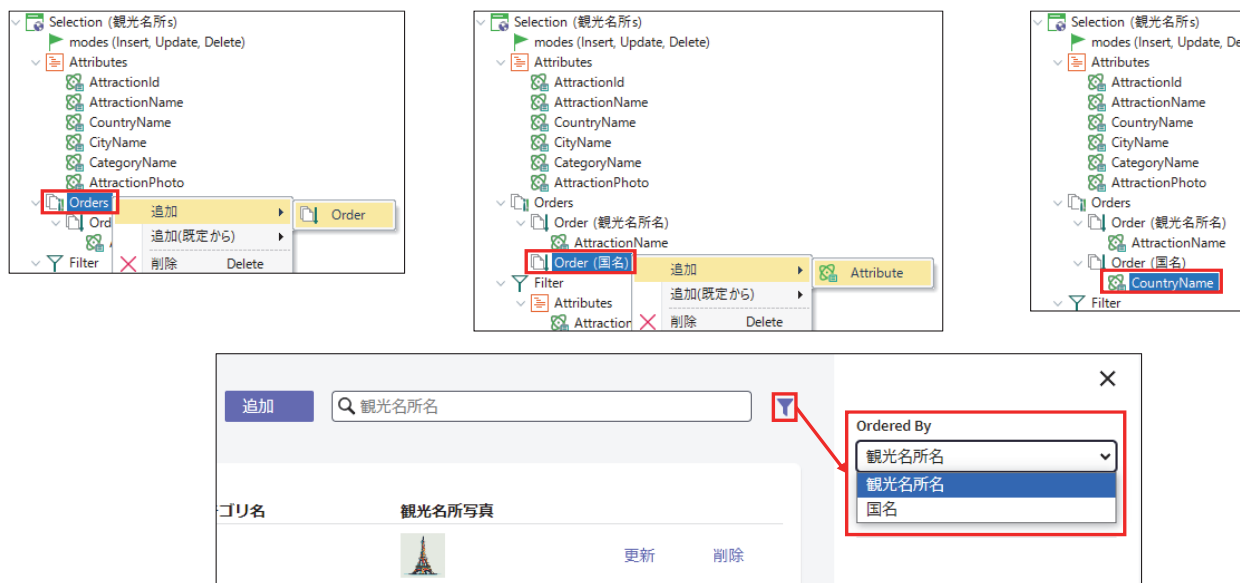 Selection (観光名所s)
modes (Insert, Update, Delete)
Attributes
AttractionId
AttractionName
CountryName
CityName
CategoryName
AttractionPhoto
Orders
追加
Order
Ord
追加(既定から)
Filter
削除 Delete
Selection (観光名所s)
modes (Insert, Update, Delete)
Attributes
AttractionId
AttractionName
CountryName
CityName
CategoryName
AttractionPhoto
Orders
Order (観光名所名)
AttractionName
Order (国名)
追加
Attribute
Filter
追加(既定から)
Attributes
Attraction
削除 Delete
Selection (観光名所s)
modes (Insert, Update, De
Attributes
AttractionId
AttractionName
CountryName
CityName
CategoryName
AttractionPhoto
Orders
Order (観光名所名)
AttractionName
Order (国名)
CountryName
Filter
追加
観光名所名
Ordered By
観光名所名
観光名所名
国名
ゴリ名
観光名所写真
更新
削除